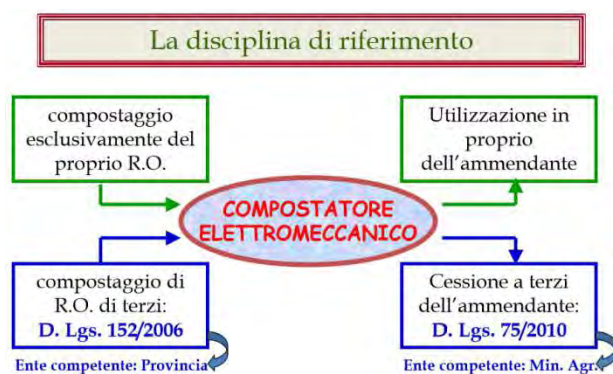 La disciplina di riferimento
compostaggio
esclusivamente del
proprio R.O.
Utilizzazione in
proprio
dell'ammendante
COMPOSTATORE
ELETTROMECCANICO
compostaggio di
R.O. di terzi:
D. Lgs. 152/2006
Ente competente: Provincia
Cessione a terzi
dell'ammendante:
D. Lgs. 75/2010
Ente competente: Min. Agr.